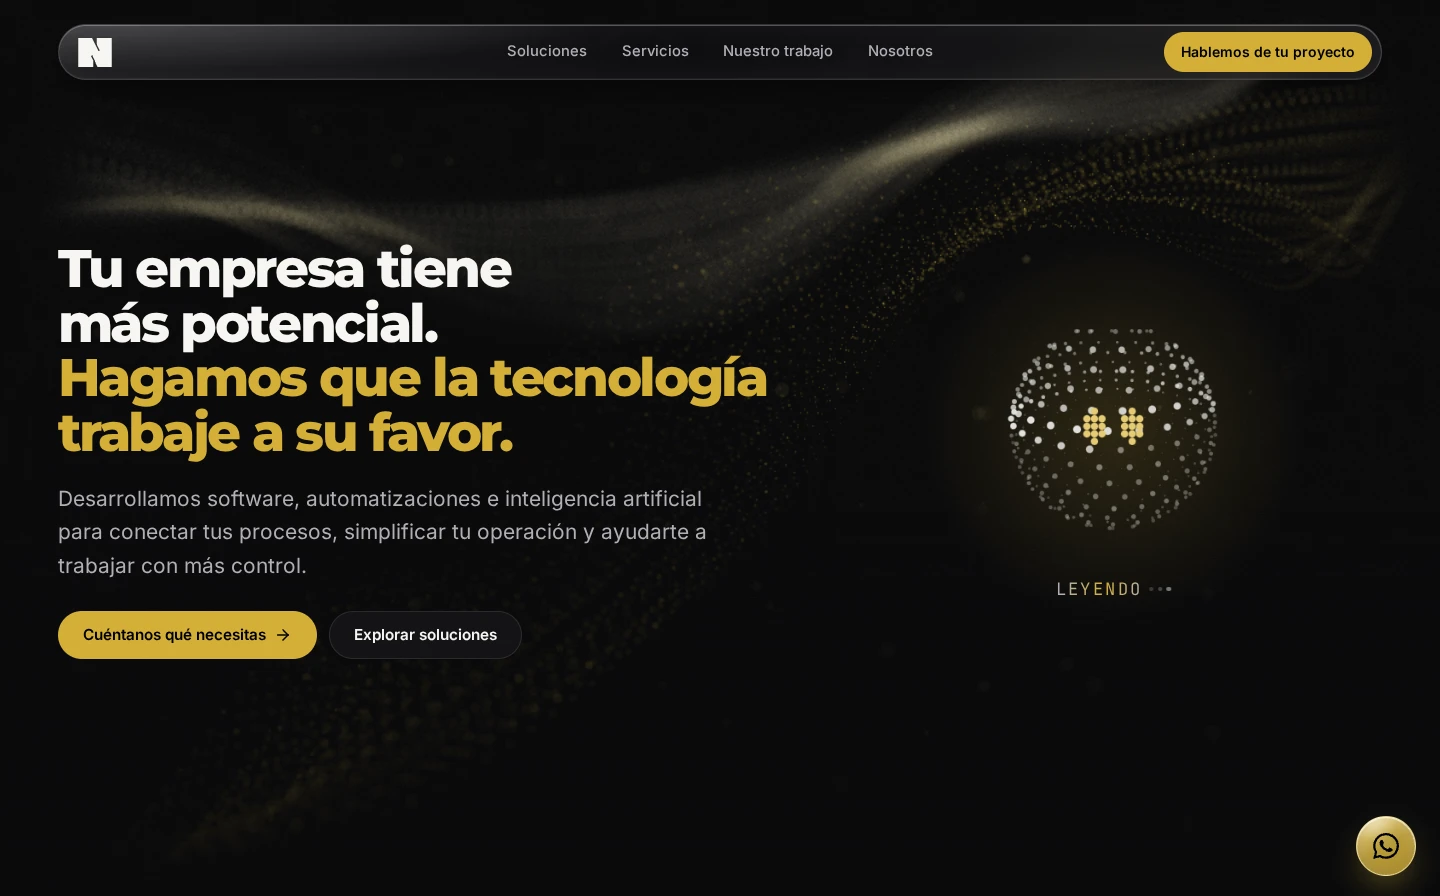 N
Soluciones
Servicios
Nuestro trabajo
Nosotros
Hablemos de tu proyecto
Tu empresa tiene
más potencial.
Hagamos que la tecnología
trabaje a su favor.
Desarrollamos software, automatizaciones e inteligencia artificial
para conectar tus procesos, simplificar tu operación y ayudarte a
trabajar con más control.
Cuéntanos qué necesitas →
Explorar soluciones
LEYENDO